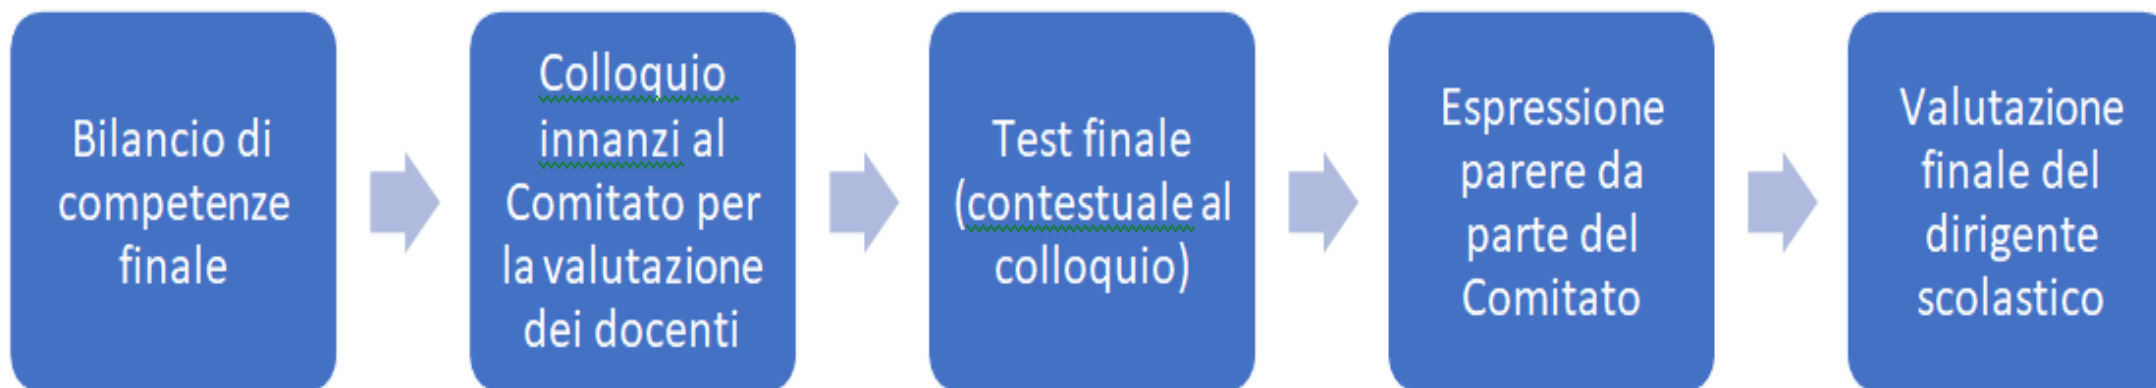 Bilancio di
competenze
finale
Colloquio
innanzi al
Comitato per
la valutazione
dei docenti
Test finale
(contestuale al
colloquio)
Espressione
parere da
parte del
Comitato
Valutazione
finale del
dirigente
scolastico